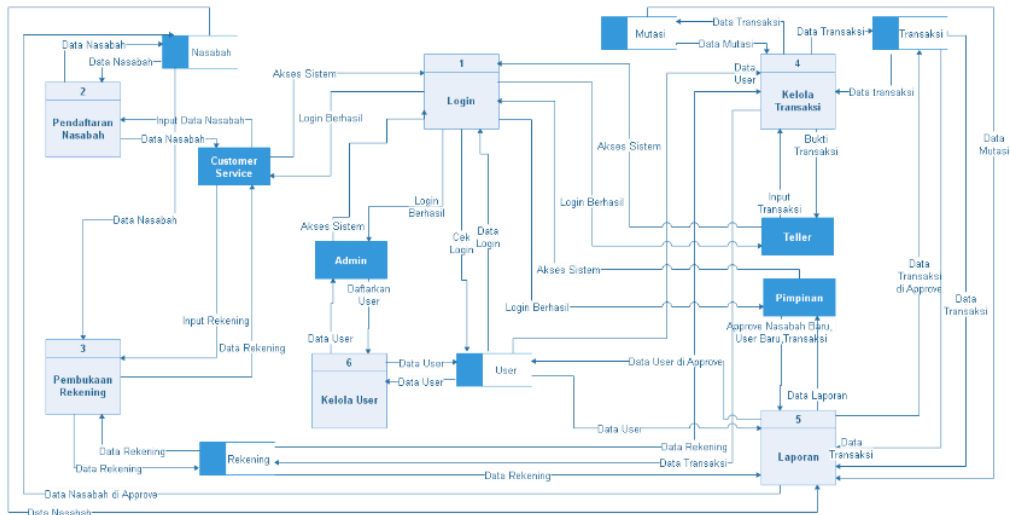 Data Transaksi
Mutasi
Data Mutasi
Data Transaksi
Transaksi
Data Nasabah
Nasabah
Data Nasabah
2
Pendaftaran
Nasabah
Input Data Nasabah
Data Nasabah
Customer
Service
Akses Sistem
Login Berhasil
1
Login
Data
User
4
Kelola
Transaksi
Data transaksi
Bukti
Transaksi
Data
Mutasi
Akses Sistem
Input
Transaksi
Login Berhasil
Teller
Data Nasabah
Akses Sistem
Login
Berhasil
Cek
Login
Data
Login
Admin
Daftarkan
User
Akses Sistem
Pimpinan
Data
Transaksi
di Approve
Data
Transaksi
Login Berhasil
Input Rekening
Data Rekening
Data User
Approve Nasabah Baru,
User Baru, Transaksi
3
Pembukaan
Rekening
6
Kelola User
Data User
Data User
User
Data User di Approve
Data Laporan
Data User
5
Laporan
Data
Transaksi
Data Rekening
Data Rekening
Rekening
Data Rekening
Data Transaksi
Data Rekening
Data Nasabah di Approve
Data Nasabah